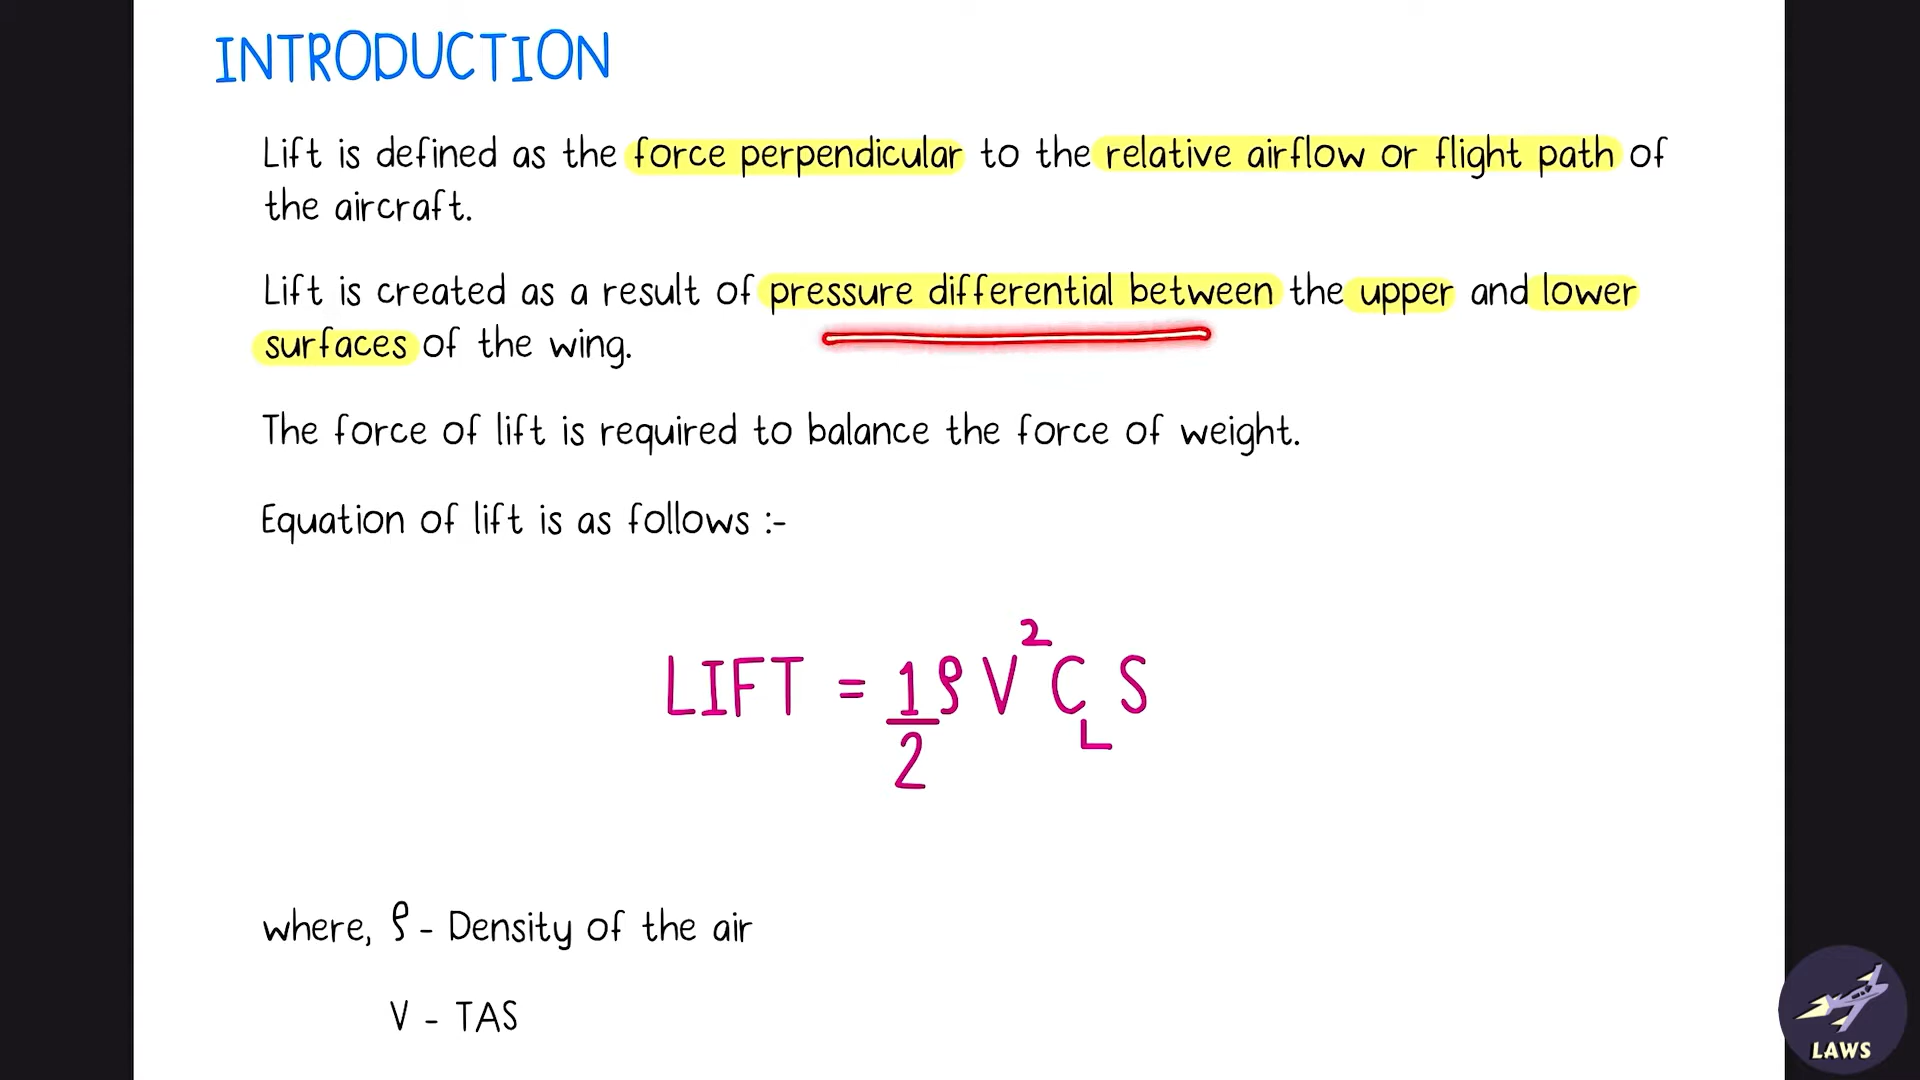 INTRODUCTION
Lift is defined as the force perpendicular to the relative airflow or flight path of
the aircraft.
Lift is created as a result of pressure differential between the upper and lower
surfaces of the wing.
The force of lift is required to balance the force of weight.
Equation of lift is as follows :-
LIFT = 1/2 ρ V² C_L S
where, ρ - Density of the air
V - TAS
LAWS